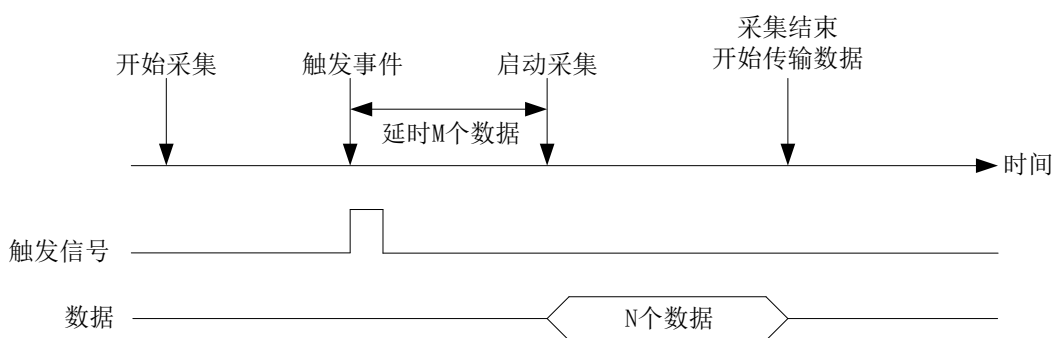 采集结束
开始传输数据
开始采集
触发事件
启动采集
延时M个数据
时间
触发信号
数据
N个数据